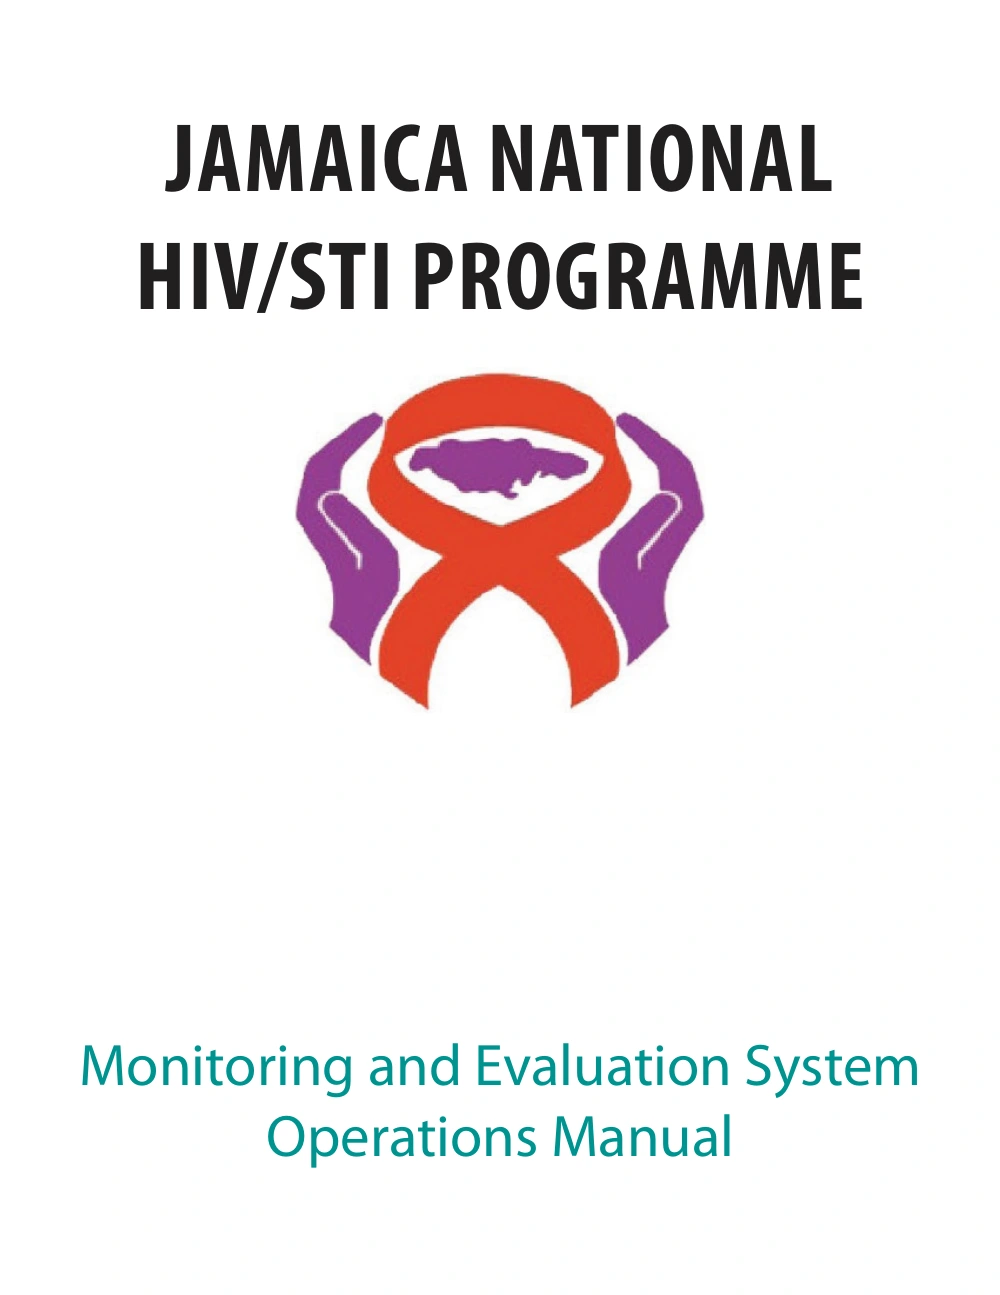 JAMAICA NATIONAL
HIV/STI PROGRAMME
Monitoring and Evaluation System
Operations Manual